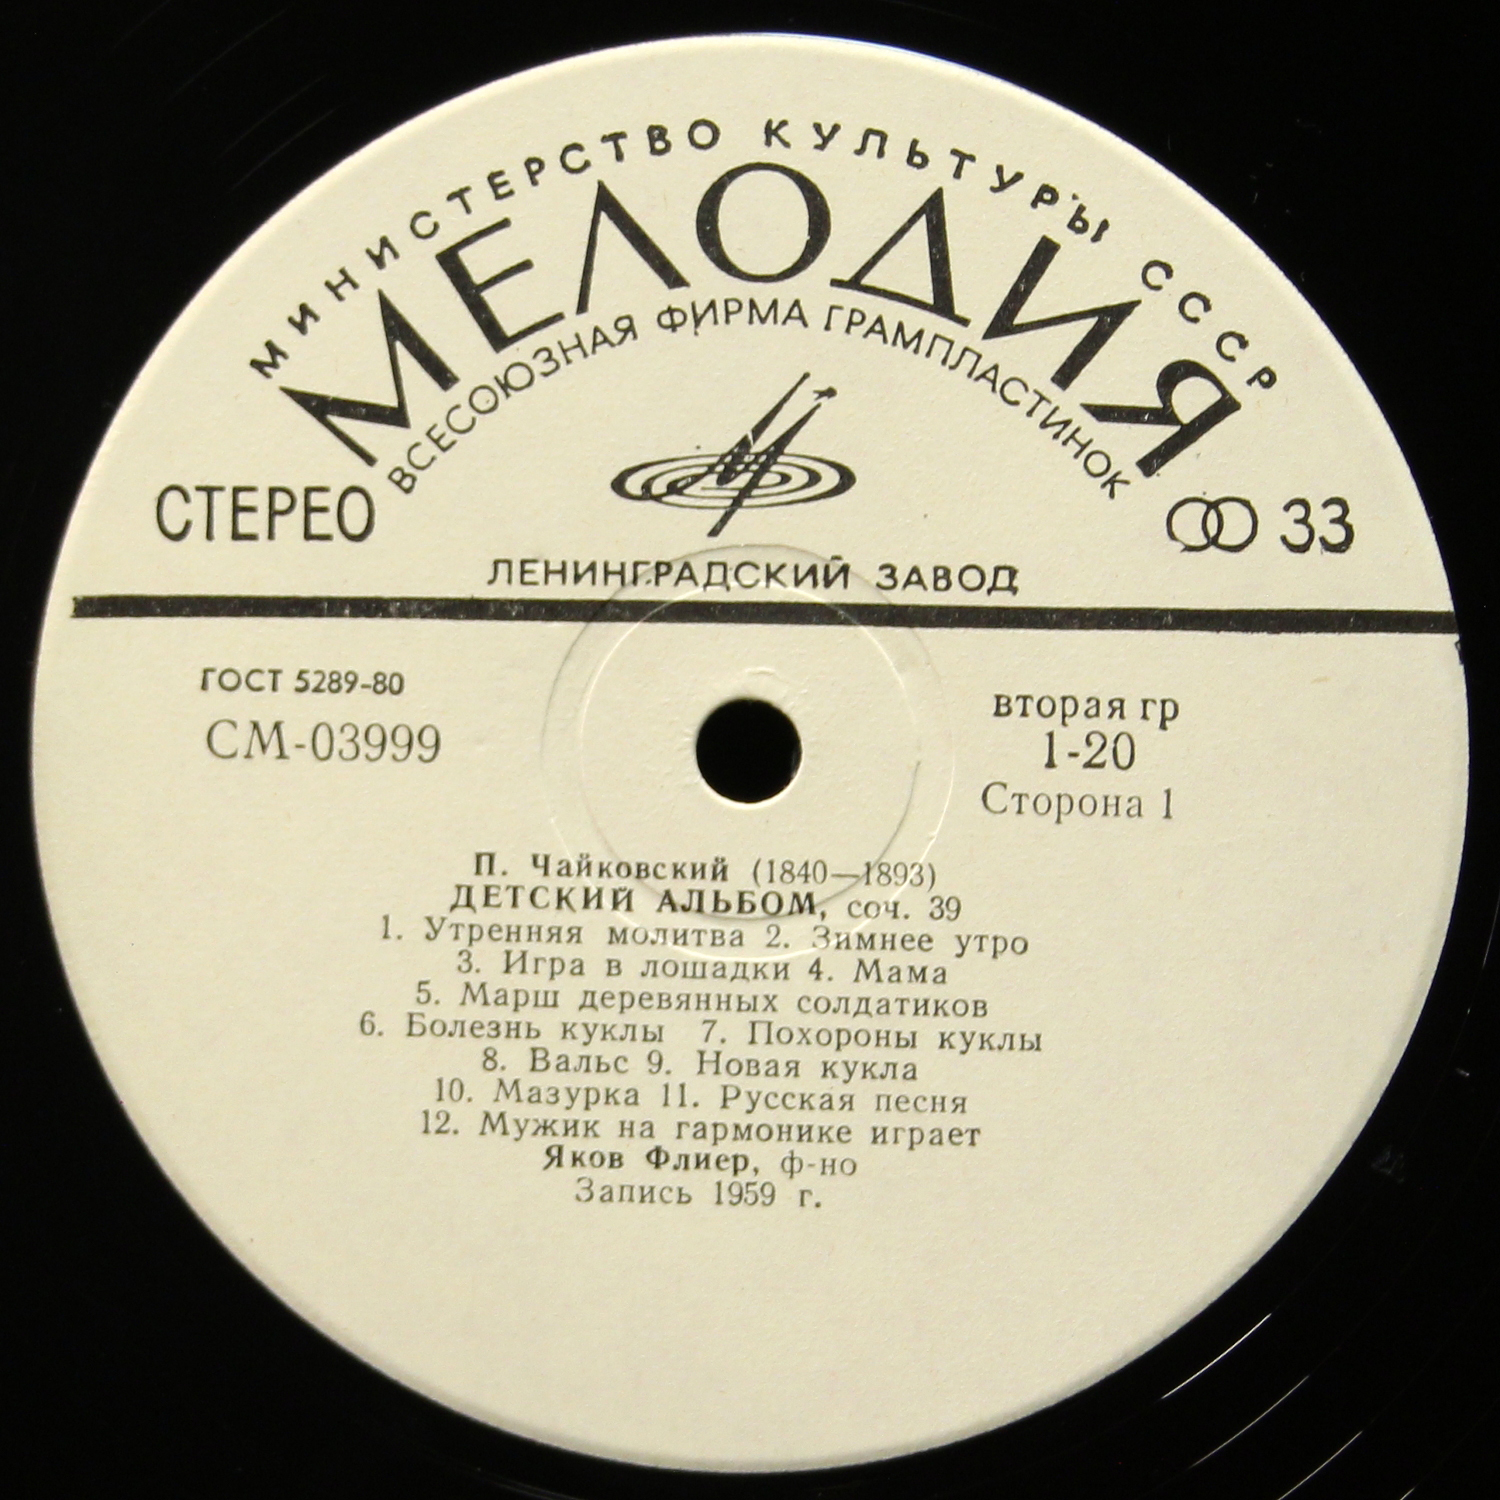 МИНИСТЕРСТВО КУЛЬТУРЫ СССР
МЕЛОДИЯ
ВСЕСОЮЗНАЯ ФИРМА ГРАМПЛАСТИНОК
СТЕРЕО
33
ЛЕНИНГРАДСКИЙ ЗАВОД
ГОСТ 5289-80
СМ-03999
вторая гр
1-20
Сторона 1
П. Чайковский (1840—1893)
ДЕТСКИЙ АЛЬБОМ, соч. 39
1. Утренняя молитва 2. Зимнее утро
3. Игра в лошадки 4. Мама
5. Марш деревянных солдатиков
6. Болезнь куклы 7. Похороны куклы
8. Вальс 9. Новая кукла
10. Мазурка 11. Русская песня
12. Мужик на гармонике играет
Яков Флиер, ф-но
Запись 1959 г.